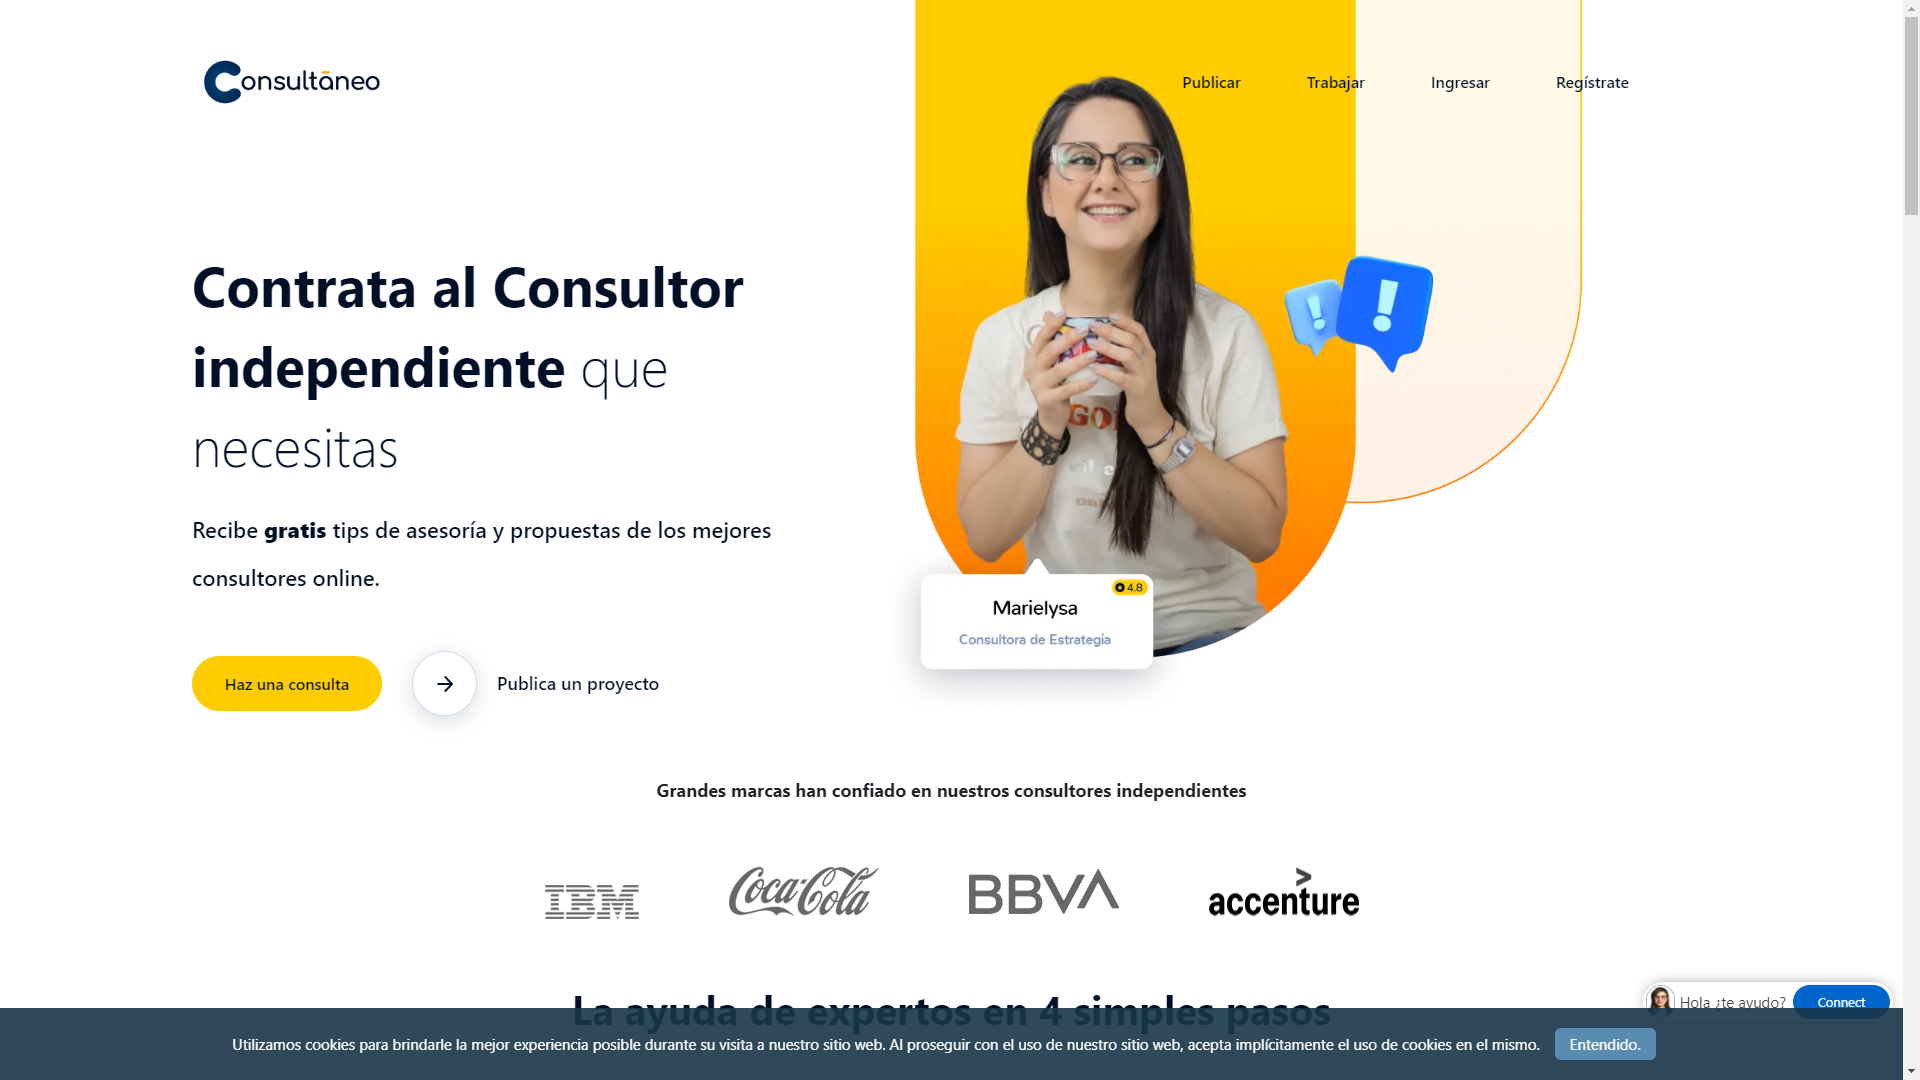 Consultāneo
Publicar
Trabajar
Ingresar
Regístrate
Contrata al Consultor
independiente que
necesitas
Recibe gratis tips de asesoría y propuestas de los mejores
consultores online.
Haz una consulta
Publica un proyecto
4.8
Marielysa
Consultora de Estrategia
Grandes marcas han confiado en nuestros consultores independientes
IBM
Coca-Cola
BBVA
accenture
La ayuda de expertos en 4 simples pasos
Hola ¿te ayudo?
Connect
Utilizamos cookies para brindarle la mejor experiencia posible durante su visita a nuestro sitio web. Al proseguir con el uso de nuestro sitio web, acepta implícitamente el uso de cookies en el mismo.
Entendido.